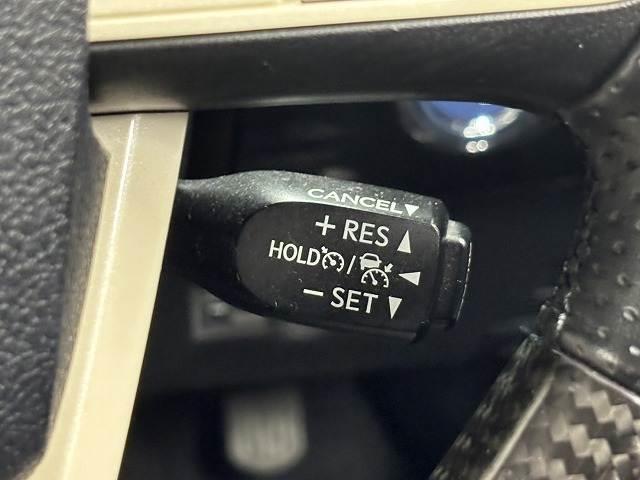 CANCEL▼
+ RES ▲
HOLD / ◀
− SET ▼